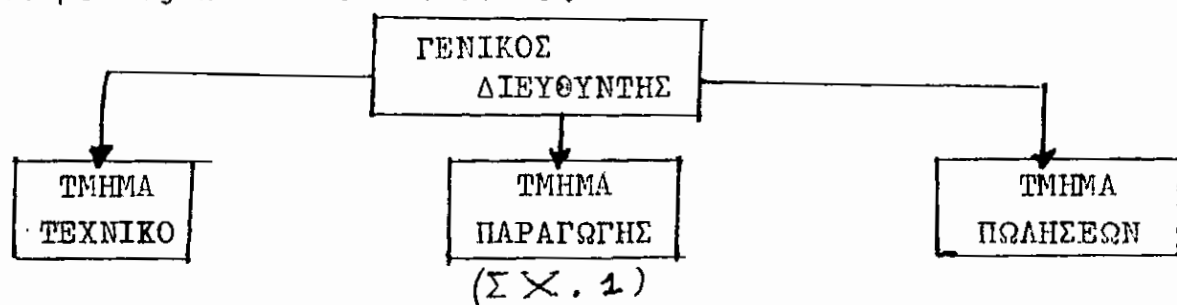 ΓΕΝΙΚΟΣ
ΔΙΕΥΘΥΝΤΗΣ
ΤΜΗΜΑ
ΤΕΧΝΙΚΟ
ΤΜΗΜΑ
ΠΑΡΑΓΩΓΗΣ
ΤΜΗΜΑ
ΠΩΛΗΣΕΩΝ
(ΣΧ.1)